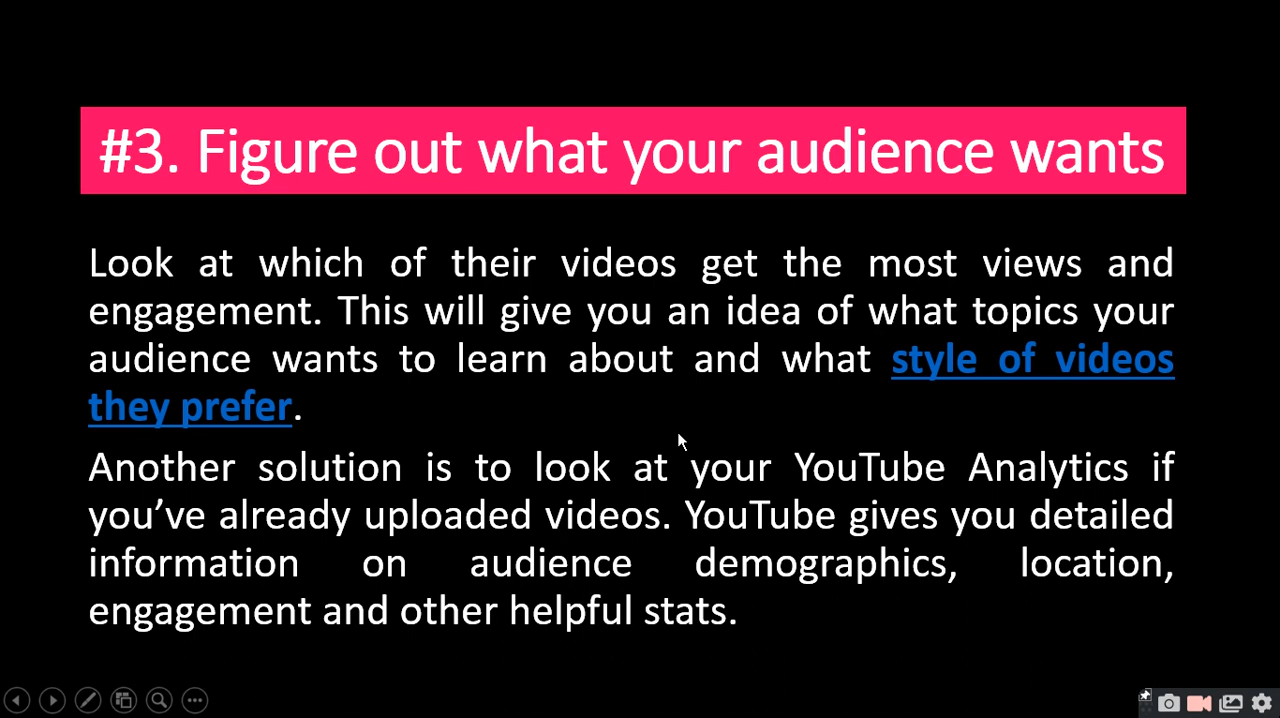 #3. Figure out what your audience wants
Look at which of their videos get the most views and
engagement. This will give you an idea of what topics your
audience wants to learn about and what style of videos
they prefer.
Another solution is to look at your YouTube Analytics if
you’ve already uploaded videos. YouTube gives you detailed
information on audience demographics, location,
engagement and other helpful stats.